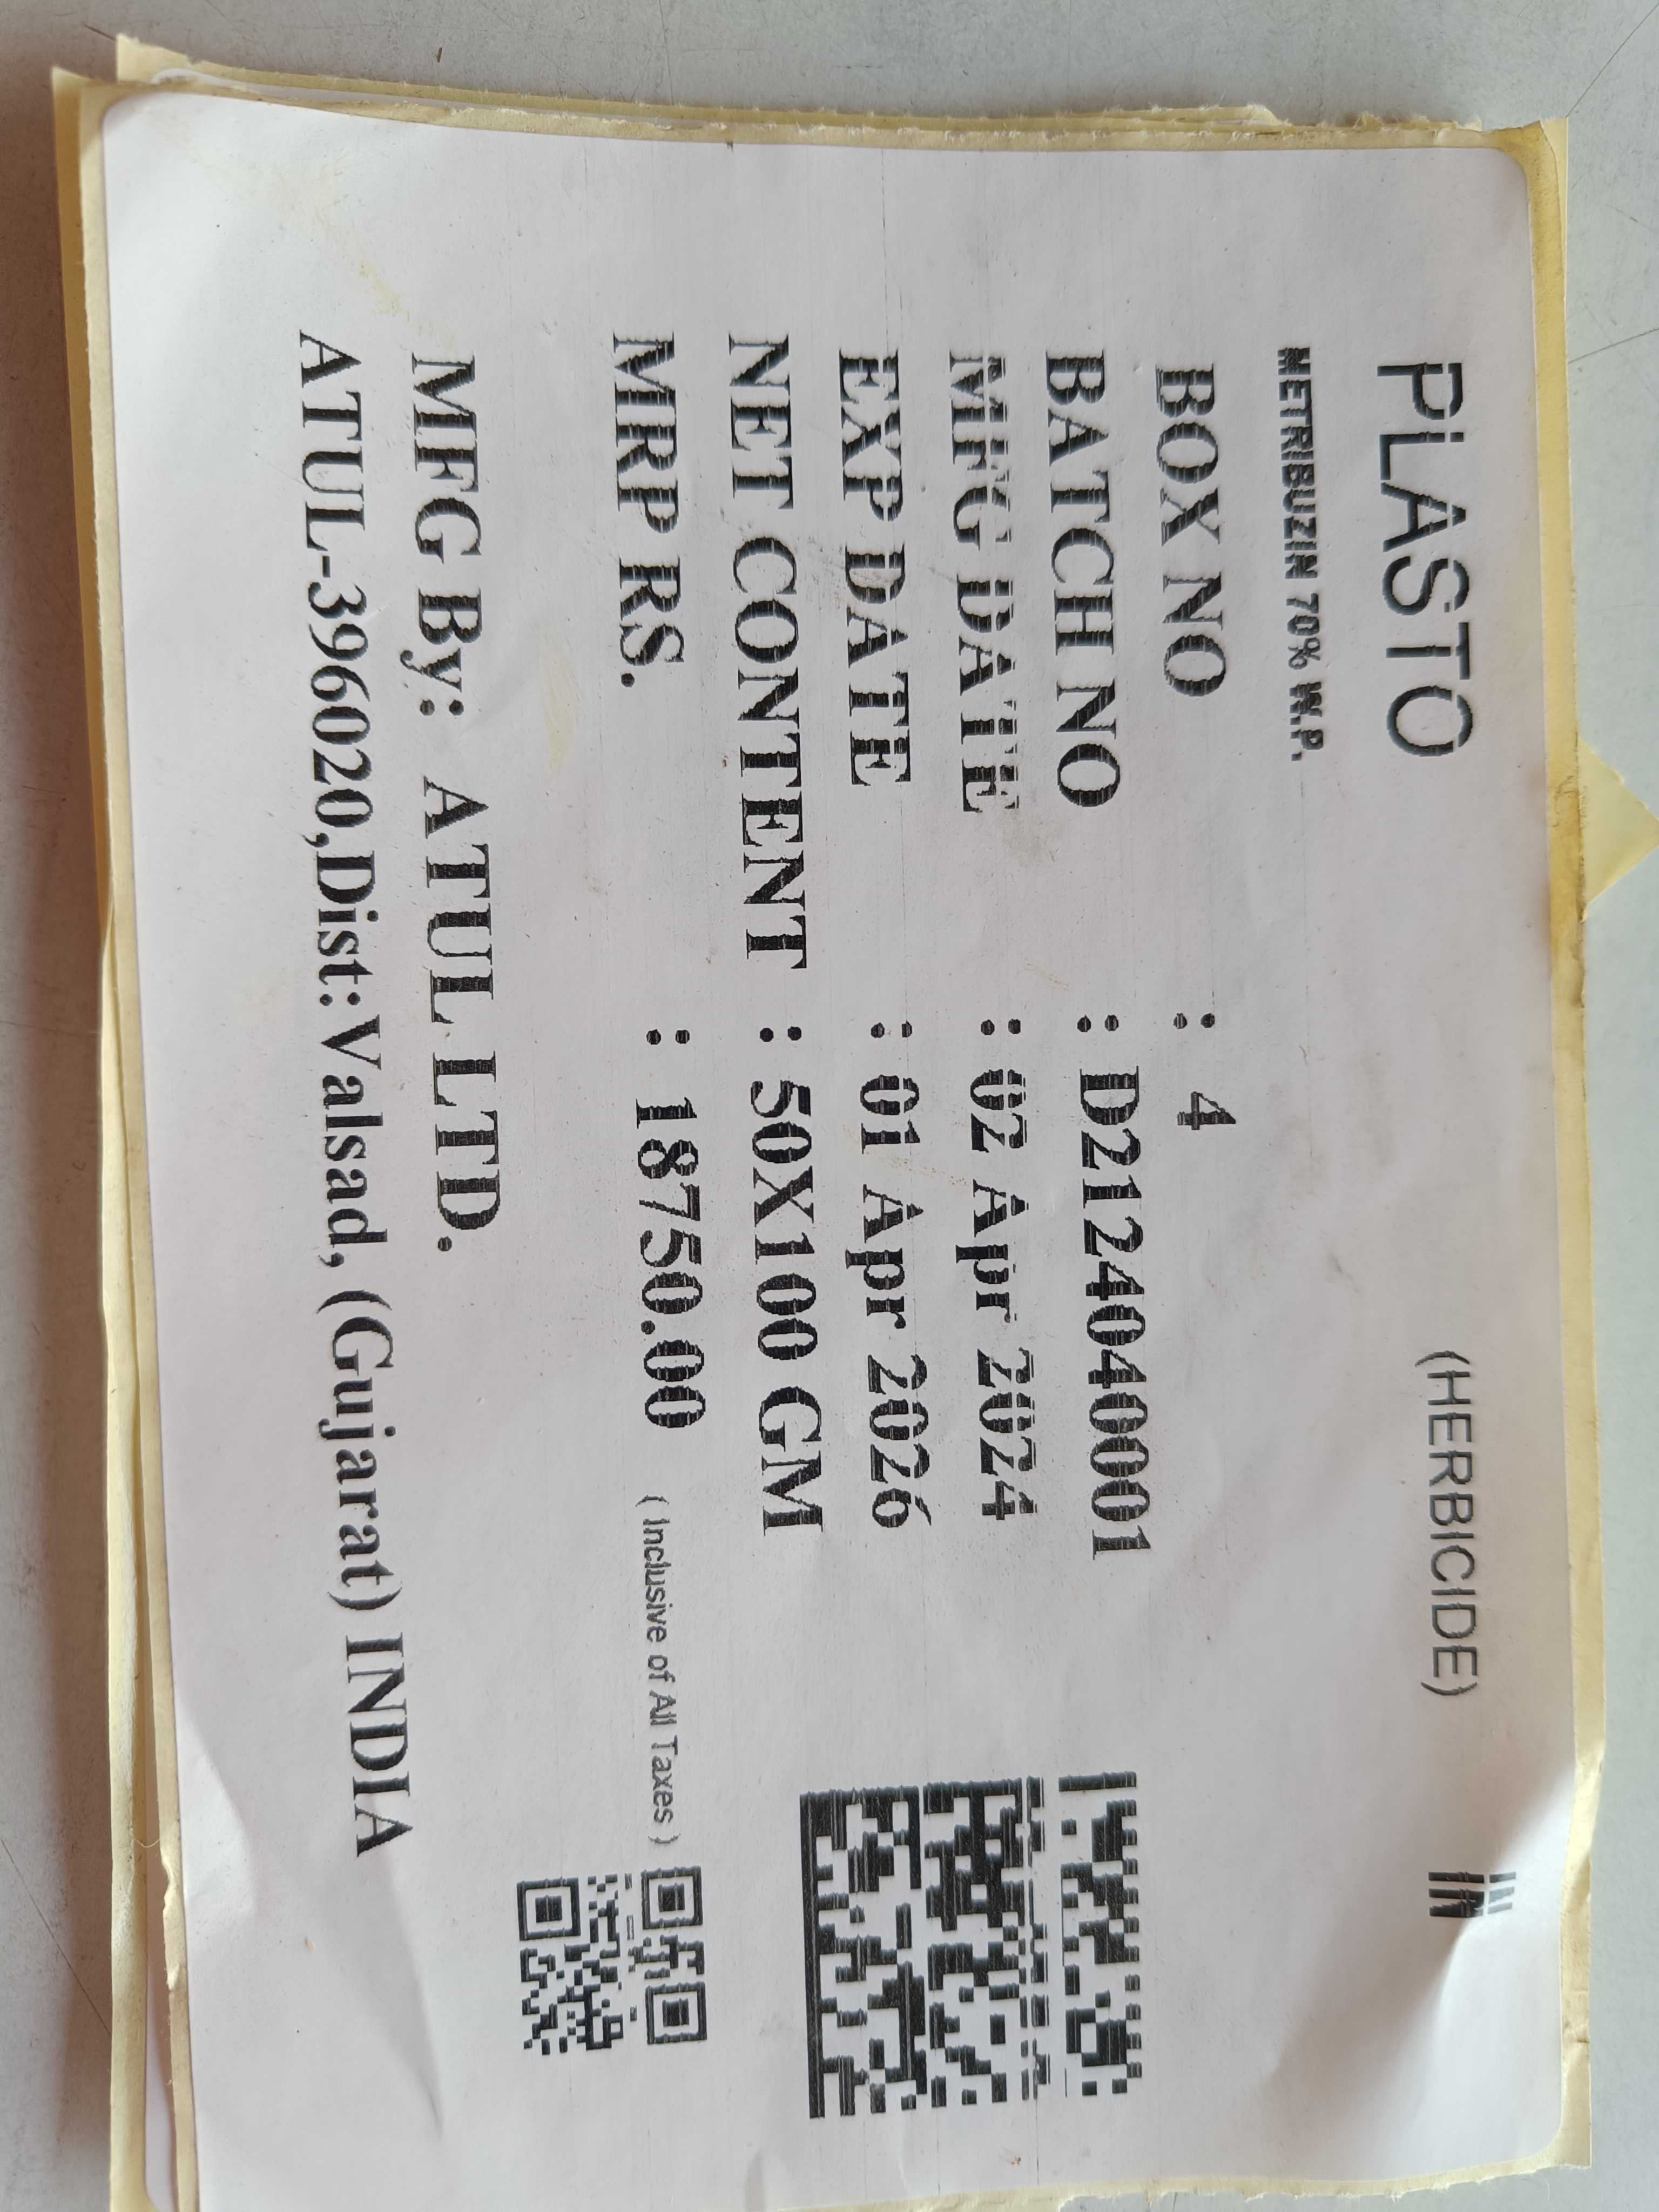 PLASTO (HERBICIDE) IN
METRIBUZIN 70% W.P.
BOX NO : 4
BATCH NO : D2124040001
MFG DATE : 02 Apr 2024
EXP DATE : 01 Apr 2026
NET CONTENT : 50X100 GM
MRP RS. : 18750.00 ( Inclusive of All Taxes )
MFG By: ATUL LTD.
ATUL-396020,Dist:Valsad, (Gujarat) INDIA